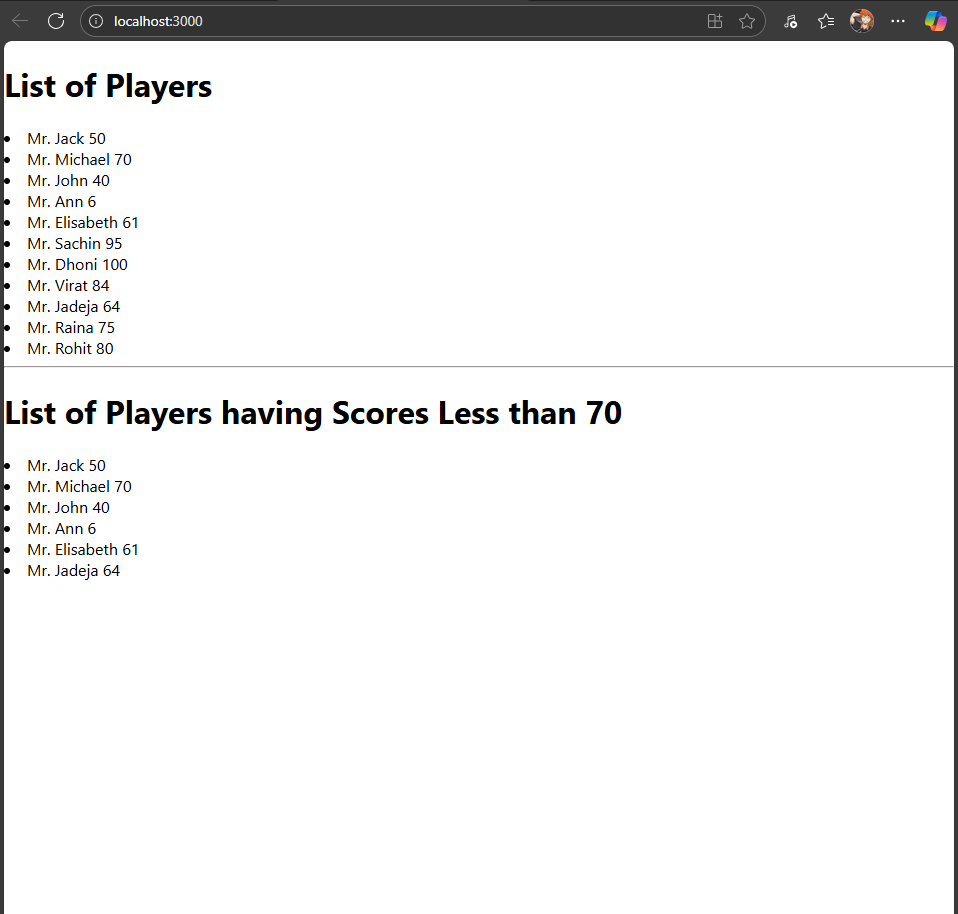 localhost:3000
List of Players
Mr. Jack 50
Mr. Michael 70
Mr. John 40
Mr. Ann 6
Mr. Elisabeth 61
Mr. Sachin 95
Mr. Dhoni 100
Mr. Virat 84
Mr. Jadeja 64
Mr. Raina 75
Mr. Rohit 80
List of Players having Scores Less than 70
Mr. Jack 50
Mr. Michael 70
Mr. John 40
Mr. Ann 6
Mr. Elisabeth 61
Mr. Jadeja 64